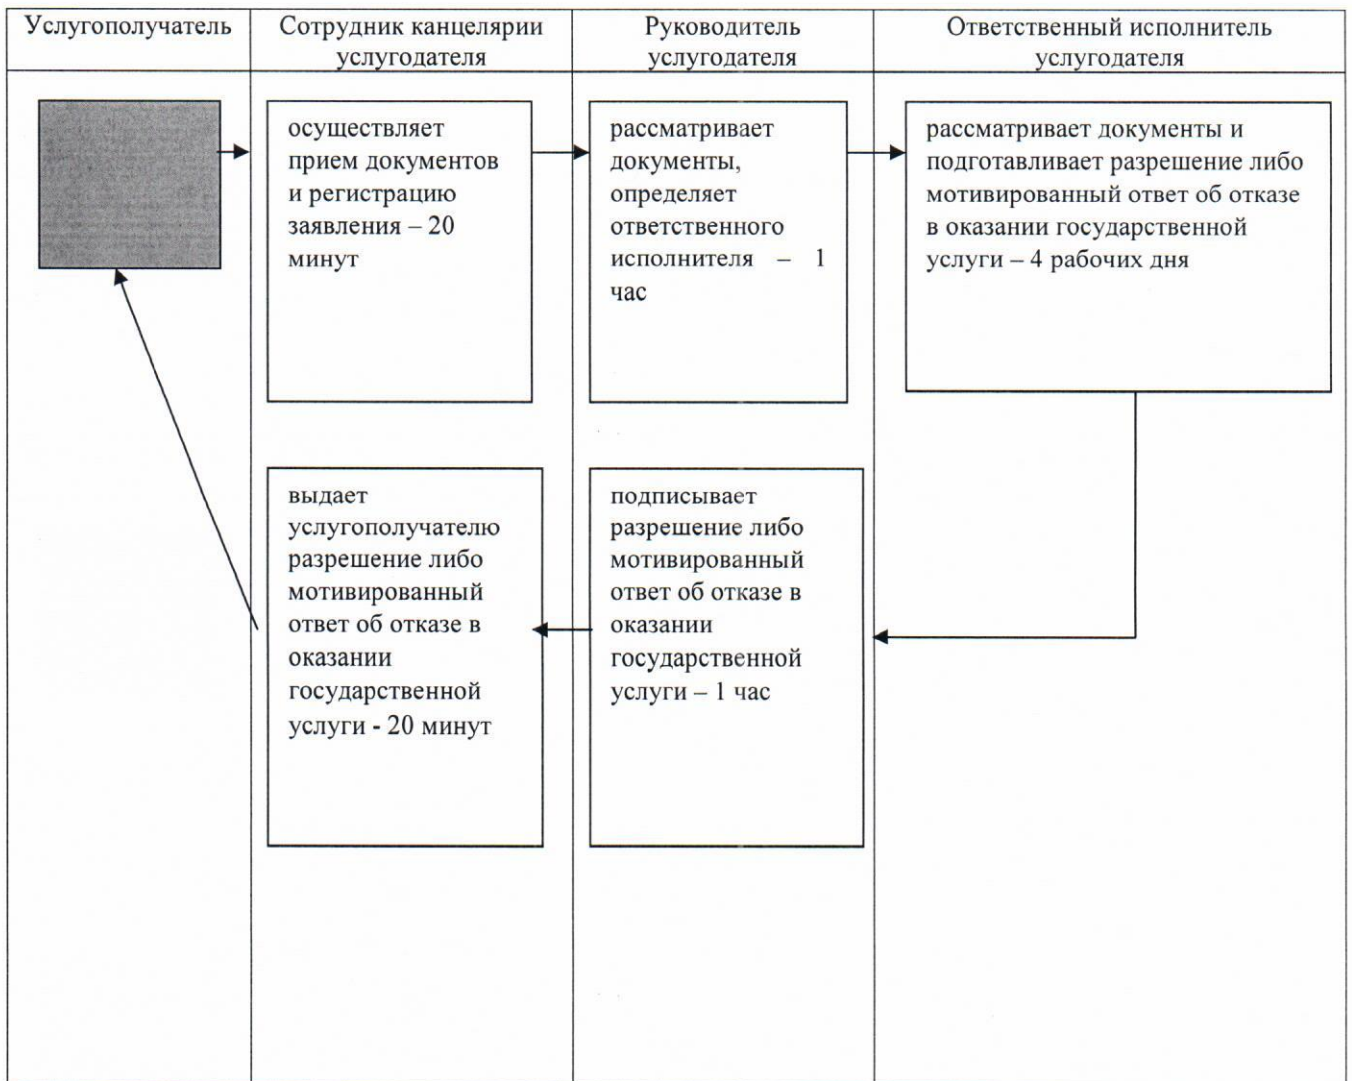 Услугополучатель
Сотрудник канцелярии
услугодателя
Руководитель
услугодателя
Ответственный исполнитель
услугодателя
осуществляет
прием документов
и регистрацию
заявления – 20
минут
рассматривает
документы,
определяет
ответственного
исполнителя – 1
час
рассматривает документы и
подготавливает разрешение либо
мотивированный ответ об отказе
в оказании государственной
услуги – 4 рабочих дня
выдает
услугополучателю
разрешение либо
мотивированный
ответ об отказе в
оказании
государственной
услуги - 20 минут
подписывает
разрешение либо
мотивированный
ответ об отказе в
оказании
государственной
услуги – 1 час